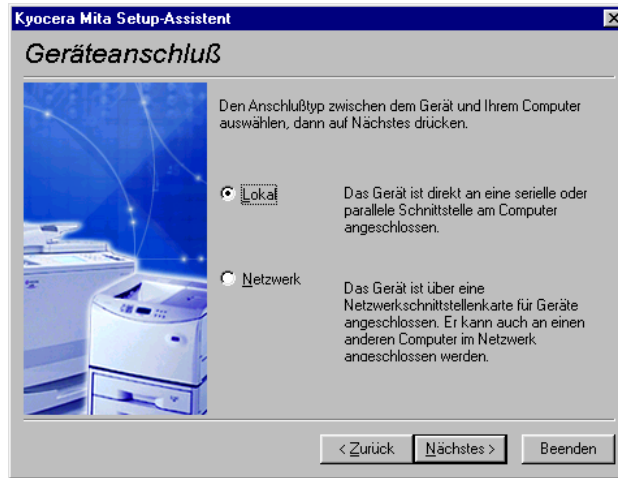 Kyocera Mita Setup-Assistent
Geräteanschluß
Den Anschlußtyp zwischen dem Gerät und Ihrem Computer
auswählen, dann auf Nächstes drücken.
Lokal
Das Gerät ist direkt an eine serielle oder
parallele Schnittstelle am Computer
angeschlossen.
Netzwerk
Das Gerät ist über eine
Netzwerkschnittstellenkarte für Geräte
angeschlossen. Er kann auch an einen
anderen Computer im Netzwerk
angeschlossen werden.
< Zurück Nächstes > Beenden